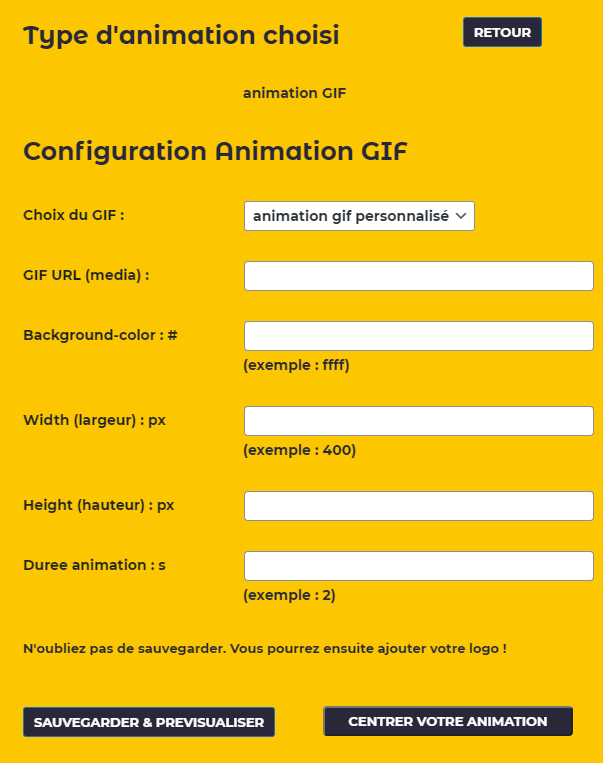 Type d'animation choisi
RETOUR
animation GIF
Configuration Animation GIF
Choix du GIF :
animation gif personnalisé
GIF URL (media) :
Background-color : #
(exemple : ffff)
Width (largeur) : px
(exemple : 400)
Height (hauteur) : px
Duree animation : s
(exemple : 2)
N'oubliez pas de sauvegarder. Vous pourrez ensuite ajouter votre logo !
SAUVEGARDER & PREVISUALISER
CENTRER VOTRE ANIMATION